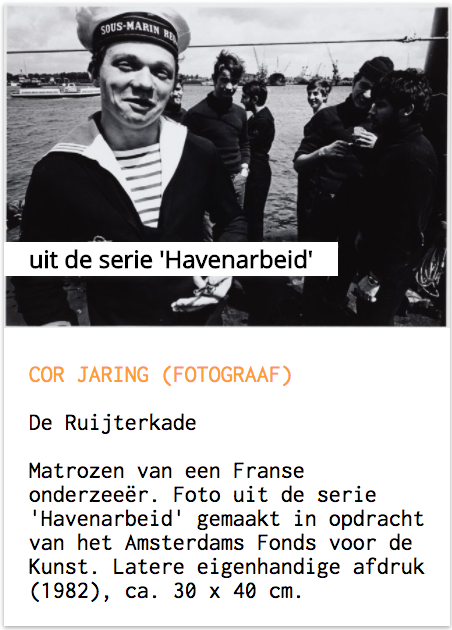 SOUS-MARIN RE
uit de serie 'Havenarbeid'
COR JARING (FOTOGRAAF)
De Ruijterkade
Matrozen van een Franse
onderzeeër. Foto uit de serie
'Havenarbeid' gemaakt in opdracht
van het Amsterdams Fonds voor de
Kunst. Latere eigenhandige afdruk
(1982), ca. 30 x 40 cm.